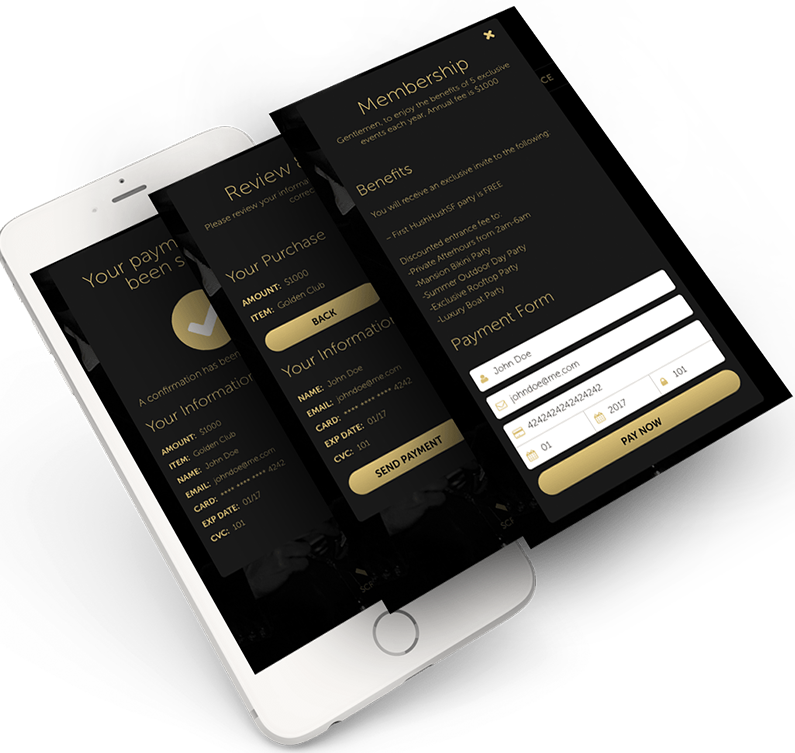 Membership
Gentlemen, to enjoy the benefits of 5 exclusive
events each year. Annual fee is $1000
Benefits
You will receive an exclusive invite to the following:
– First HushHushSF party is FREE
Discounted entrance fee to:
-Private Afterhours from 2am-6am
-Mansion Bikini Party
-Summer Outdoor Day Party
-Exclusive Rooftop Party
-Luxury Boat Party
Payment Form
John Doe
johndoe@me.com
4242424242424242
01 2017 101
PAY NOW
CE
Review
Please review your informa
correc
Your Purchase
AMOUNT: $1000
ITEM: Golden Club
BACK
Your Information
NAME: John Doe
EMAIL: johndoe@me.com
CARD: **** **** **** 4242
EXP DATE: 01/17
CVC: 101
SEND PAYMENT
Your paym
been s
A confirmation has been
Your Information
AMOUNT: $1000
ITEM: Golden Club
NAME: John Doe
EMAIL: johndoe@me.com
CARD: **** **** **** 4242
EXP DATE: 01/17
CVC: 101